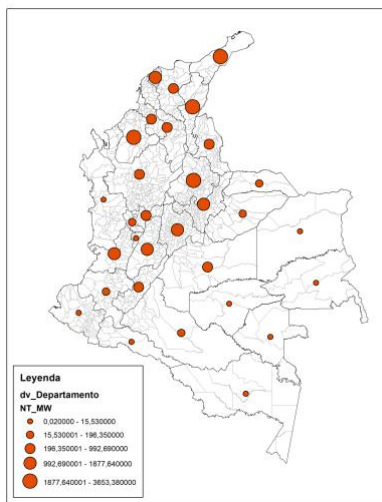 Leyenda
dv_Departamento
NT_MW
0,020000 - 15,530000
15,530001 - 196,350000
196,350001 - 992,690000
992,690001 - 1877,640000
1877,640001 - 3653,380000